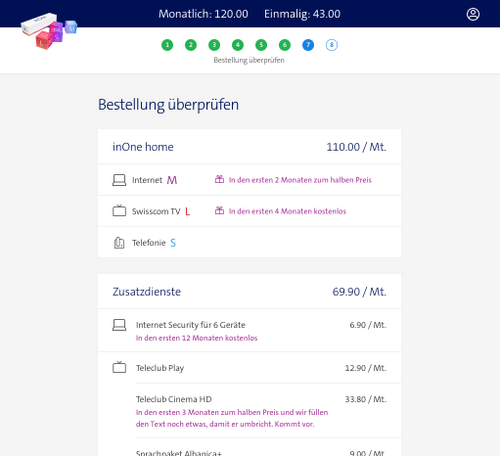 Monatlich: 120.00 Einmalig: 43.00
1 2 3 4 5 6 7 8
Bestellung überprüfen
Bestellung überprüfen
inOne home 110.00 / Mt.
Internet M In den ersten 2 Monaten zum halben Preis
Swisscom TV L In den ersten 4 Monaten kostenlos
Telefonie S
Zusatzdienste 69.90 / Mt.
Internet Security für 6 Geräte 6.90 / Mt.
In den ersten 12 Monaten kostenlos
Teleclub Play 12.90 / Mt.
Teleclub Cinema HD 33.80 / Mt.
In den ersten 3 Monaten zum halben Preis und wir füllen
den Text noch etwas, damit er umbricht. Kommt vor.
Sprachpaket Albanica+ 9.00 / Mt.